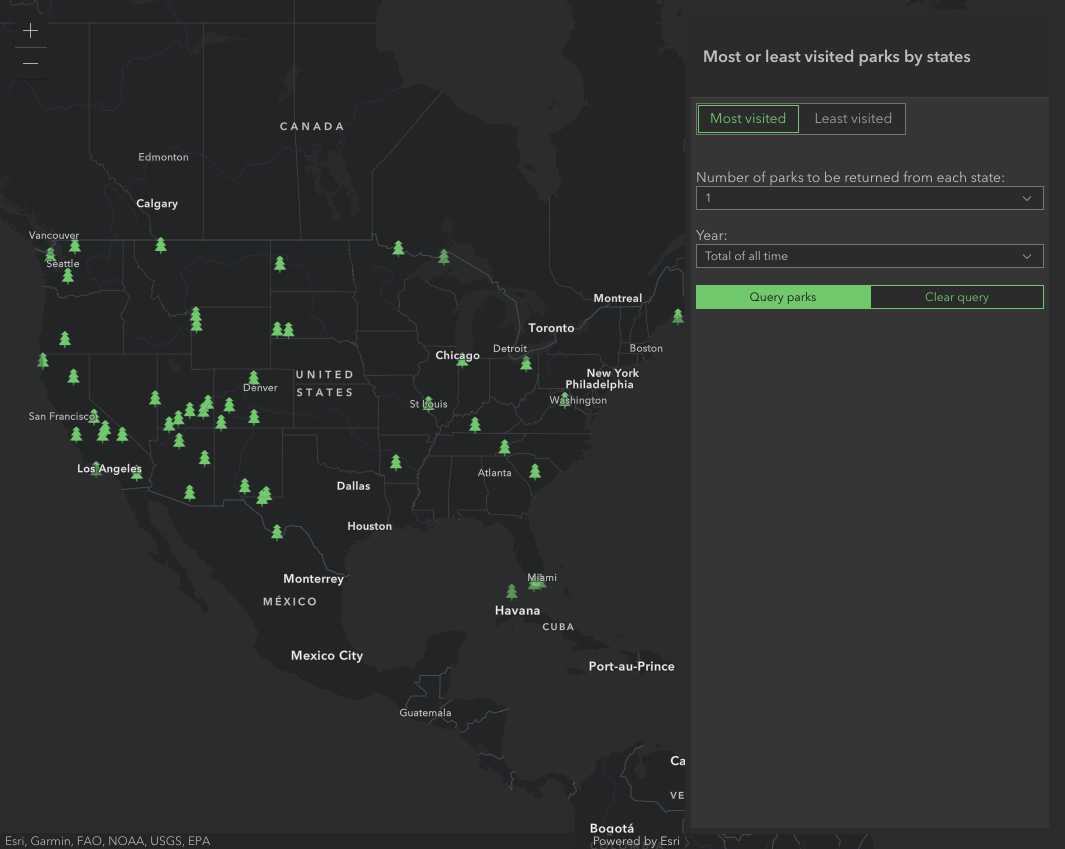 +
–
Most or least visited parks by states
Most visited
Least visited
Number of parks to be returned from each state:
1
Year:
Total of all time
Query parks
Clear query
CANADA
Edmonton
Calgary
Vancouver
Seattle
Montreal
Toronto
Boston
Detroit
Chicago
New York
Philadelphia
UNITED
STATES
Denver
Washington
St Louis
San Francisco
Los Angeles
Atlanta
Dallas
Houston
Miami
Monterrey
MÉXICO
Havana
CUBA
Mexico City
Port-au-Prince
Guatemala
Ca
VE
Bogotá
Esri, Garmin, FAO, NOAA, USGS, EPA
Powered by Esri